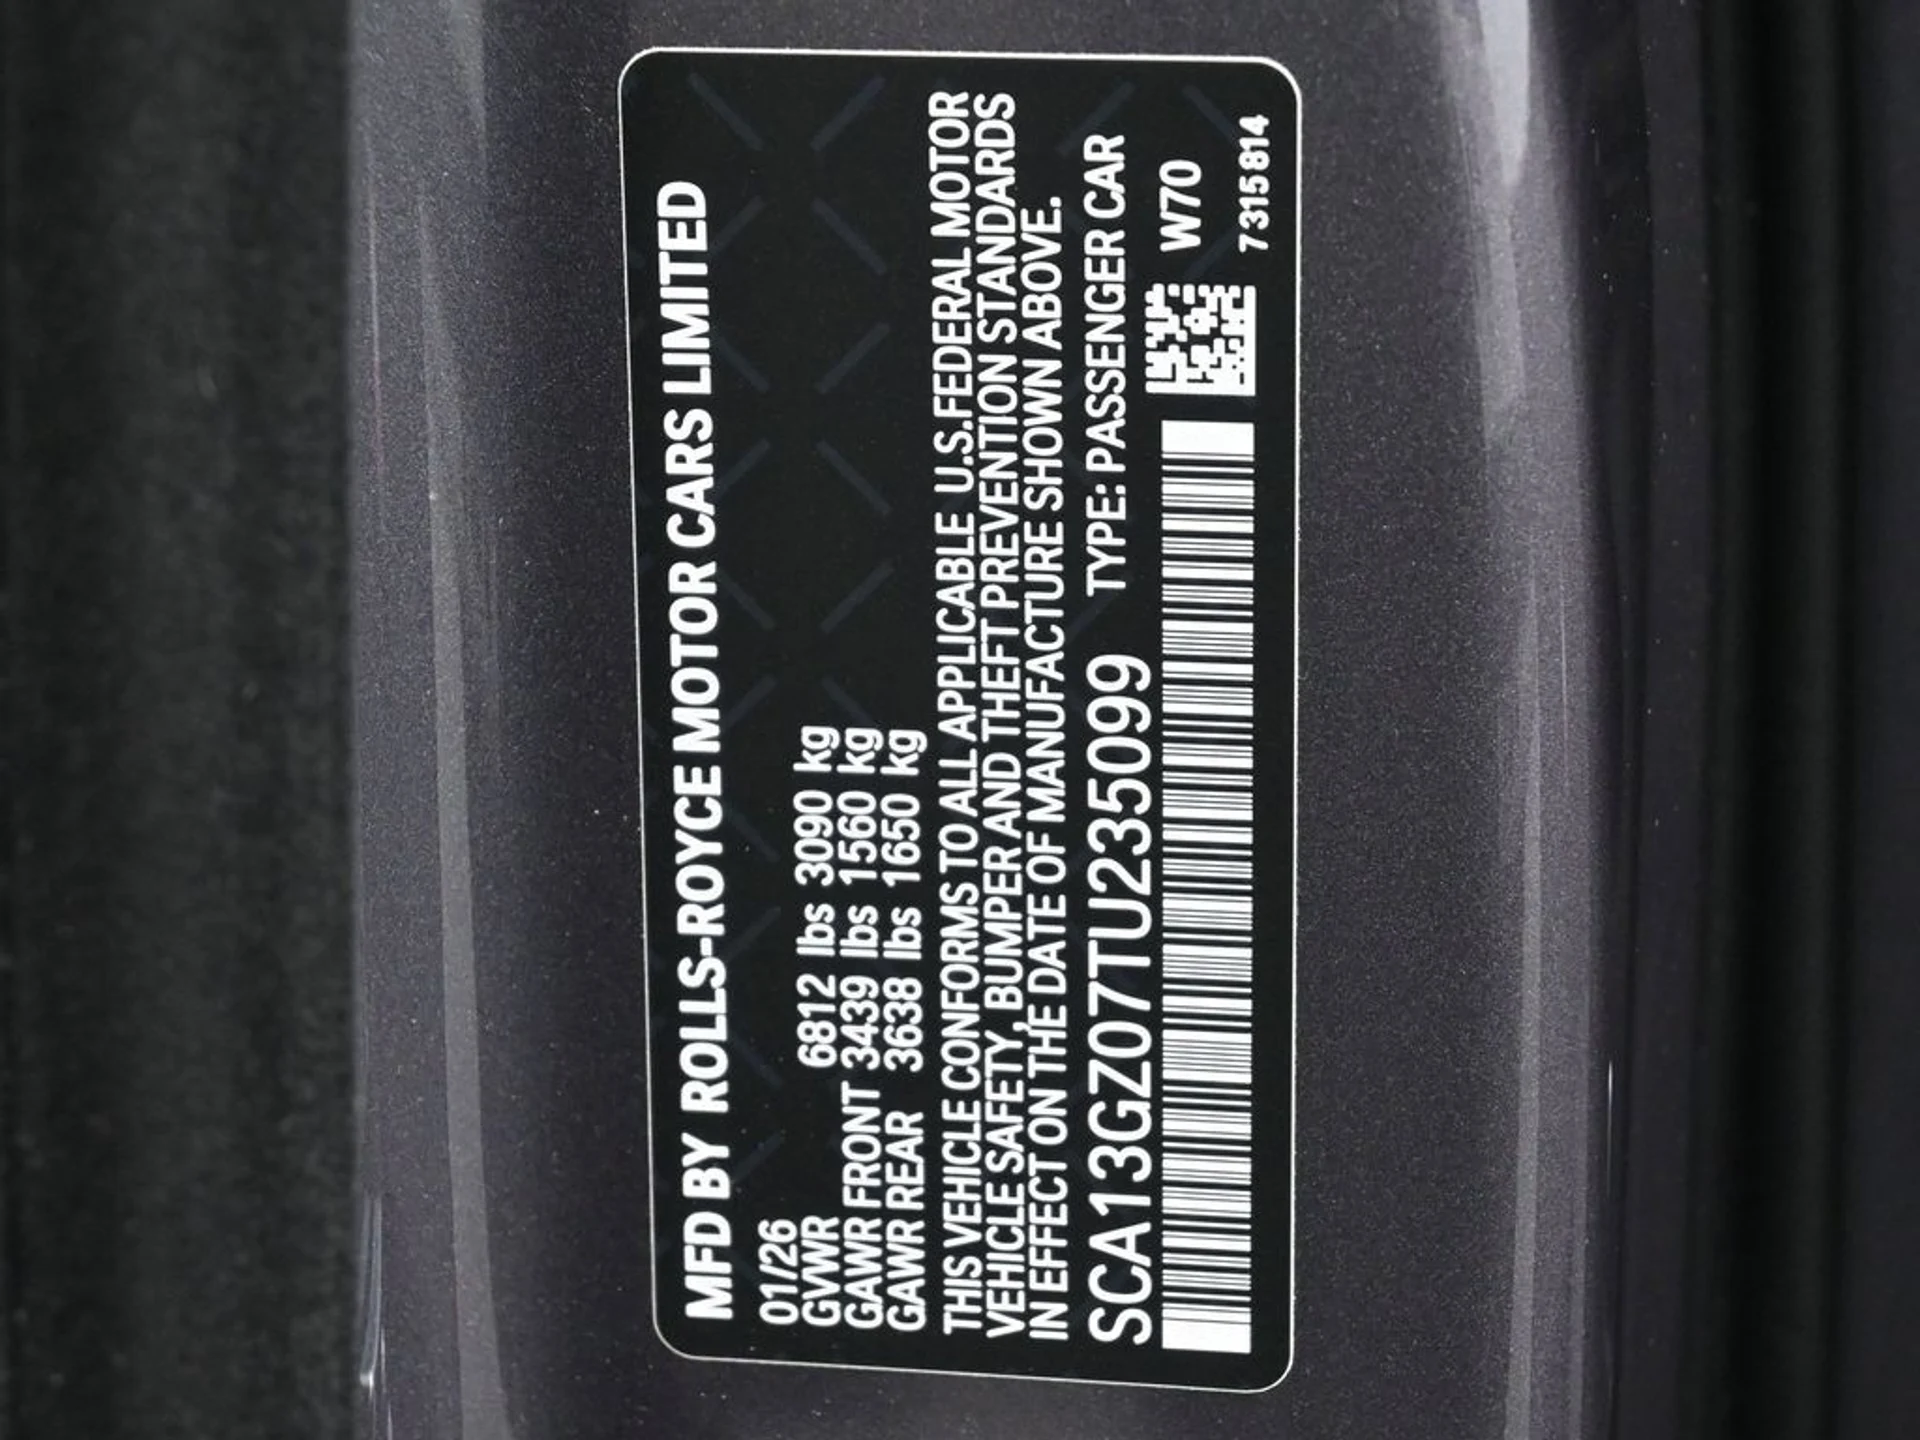 MFD BY ROLLS-ROYCE MOTOR CARS LIMITED
01/26
GVWR 6812 lbs 3090 kg
GAWR FRONT 3439 lbs 1560 kg
GAWR REAR 3638 lbs 1650 kg
THIS VEHICLE CONFORMS TO ALL APPLICABLE U.S. FEDERAL MOTOR
VEHICLE SAFETY, BUMPER AND THEFT PREVENTION STANDARDS
IN EFFECT ON THE DATE OF MANUFACTURE SHOWN ABOVE.
SCA13GZ07TU235099 TYPE: PASSENGER CAR
W70
7315814